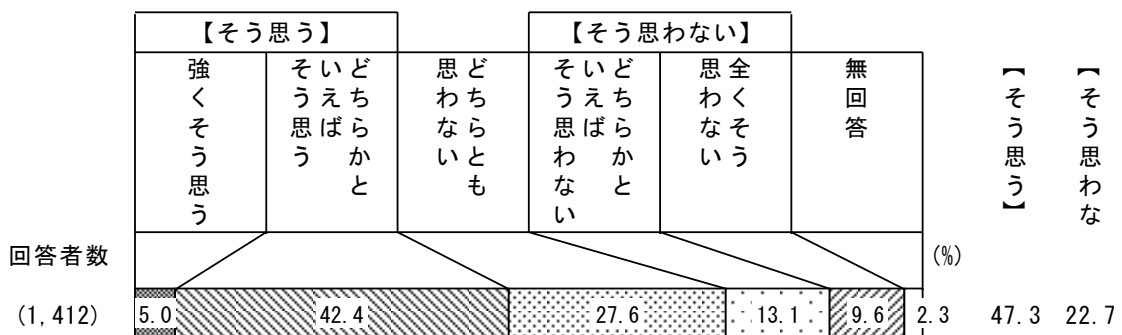 【そう思う】
【そう思わない】
強くそう思う
どちらかと
いえば
そう思う
どちらとも
思わない
どちらかと
いえば
そう思わない
全くそう
思わない
無回答
【そう思う】
【そう思わな
回答者数
(%)
(1,412) 5.0 42.4 27.6 13.1 9.6 2.3 47.3 22.7